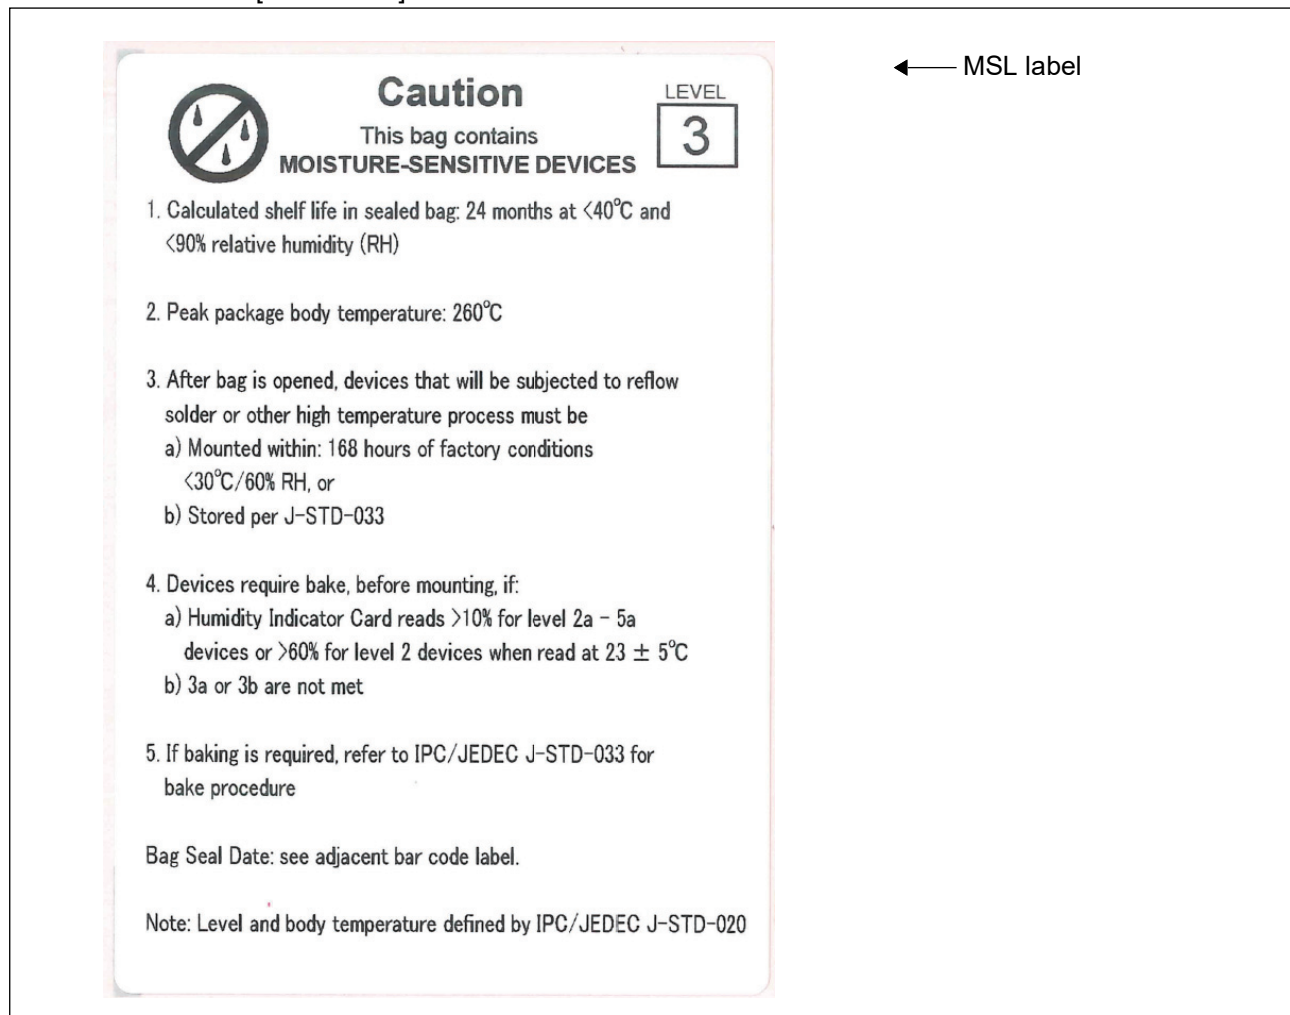 MSL label
Caution
LEVEL
3
This bag contains
MOISTURE-SENSITIVE DEVICES
1. Calculated shelf life in sealed bag: 24 months at <40°C and
<90% relative humidity (RH)
2. Peak package body temperature: 260°C
3. After bag is opened, devices that will be subjected to reflow
solder or other high temperature process must be
a) Mounted within: 168 hours of factory conditions
<30°C/60% RH, or
b) Stored per J-STD-033
4. Devices require bake, before mounting, if:
a) Humidity Indicator Card reads >10% for level 2a - 5a
devices or >60% for level 2 devices when read at 23 ± 5°C
b) 3a or 3b are not met
5. If baking is required, refer to IPC/JEDEC J-STD-033 for
bake procedure
Bag Seal Date: see adjacent bar code label.
Note: Level and body temperature defined by IPC/JEDEC J-STD-020